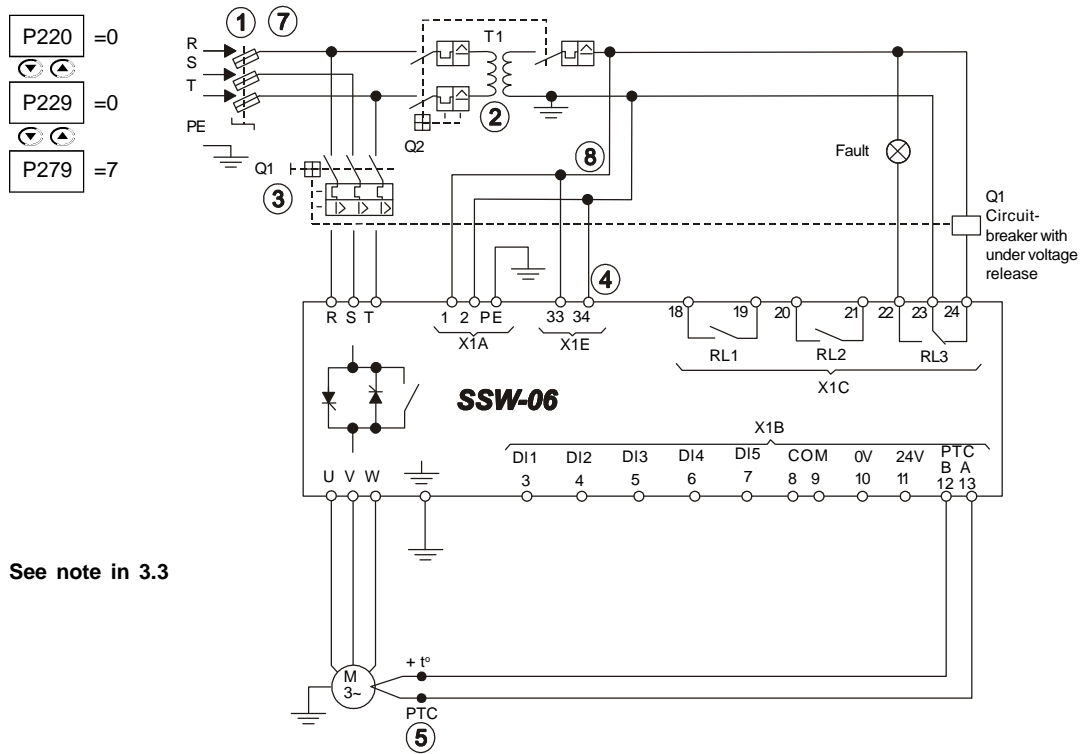 P220 =0
P229 =0
P279 =7
1 7
R
S
T
PE
T1
2
Q2
Q1
3
8
4
Fault
Q1
Circuit-
breaker with
under voltage
release
R S T
1 2 PE
X1A
33 34
X1E
18 19 20 21 22 23 24
RL1 RL2 RL3
X1C
SSW-06
X1B
DI1 DI2 DI3 DI4 DI5 COM 0V 24V PTC
B A
3 4 5 6 7 8 9 10 11 12 13
U V W
See note in 3.3
M
3~
+ tº
PTC
5